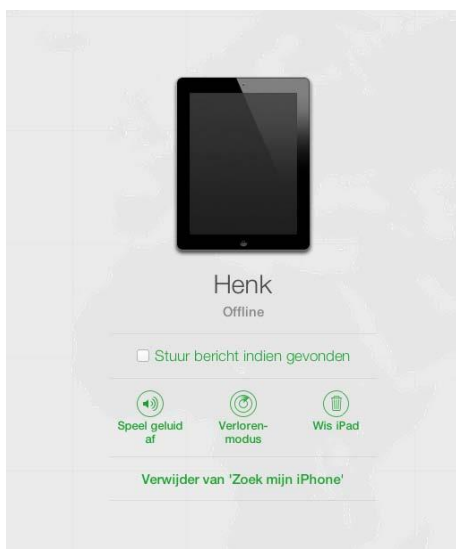 Henk
Offline
Stuur bericht indien gevonden
Speel geluid af
Verloren-modus
Wis iPad
Verwijder van 'Zoek mijn iPhone'